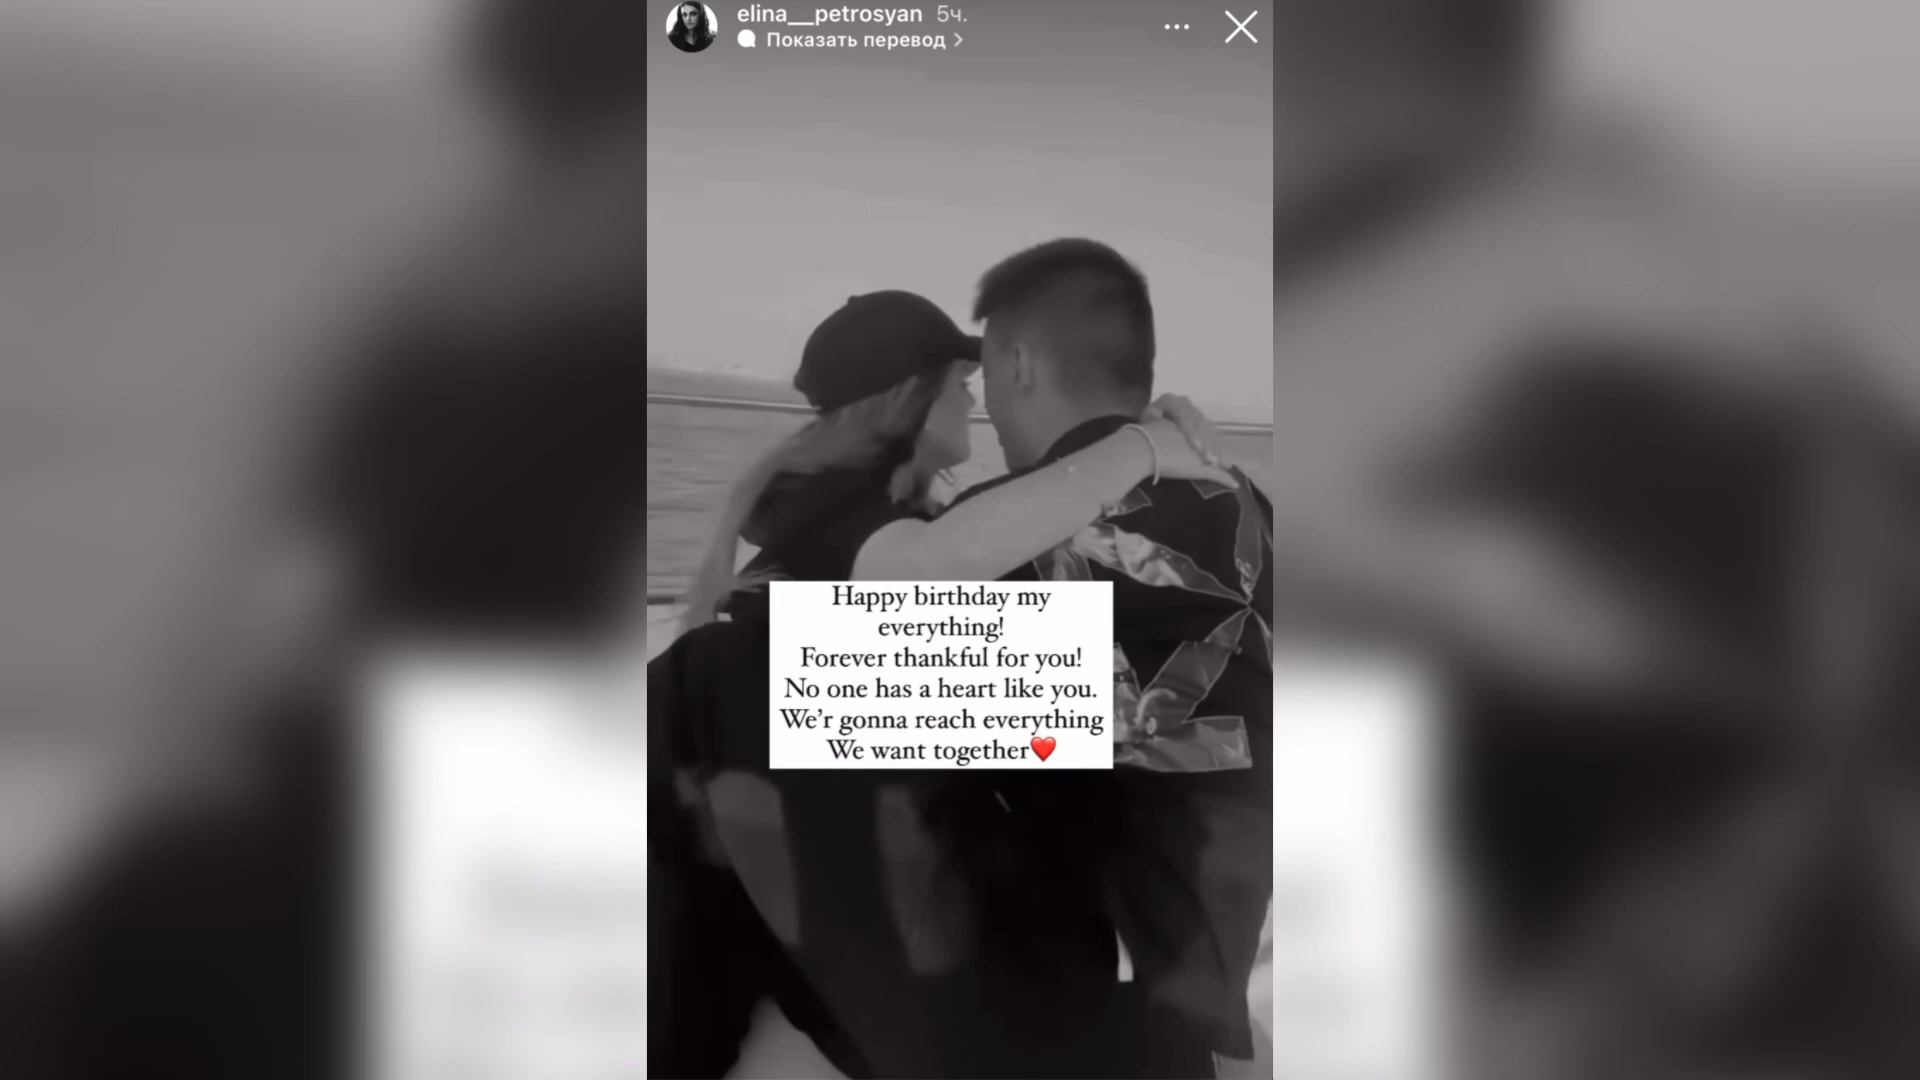 elina__petrosyan 5ч.
Показать перевод >
Happy birthday my
everything!
Forever thankful for you!
No one has a heart like you.
We’r gonna reach everything
We want together❤️